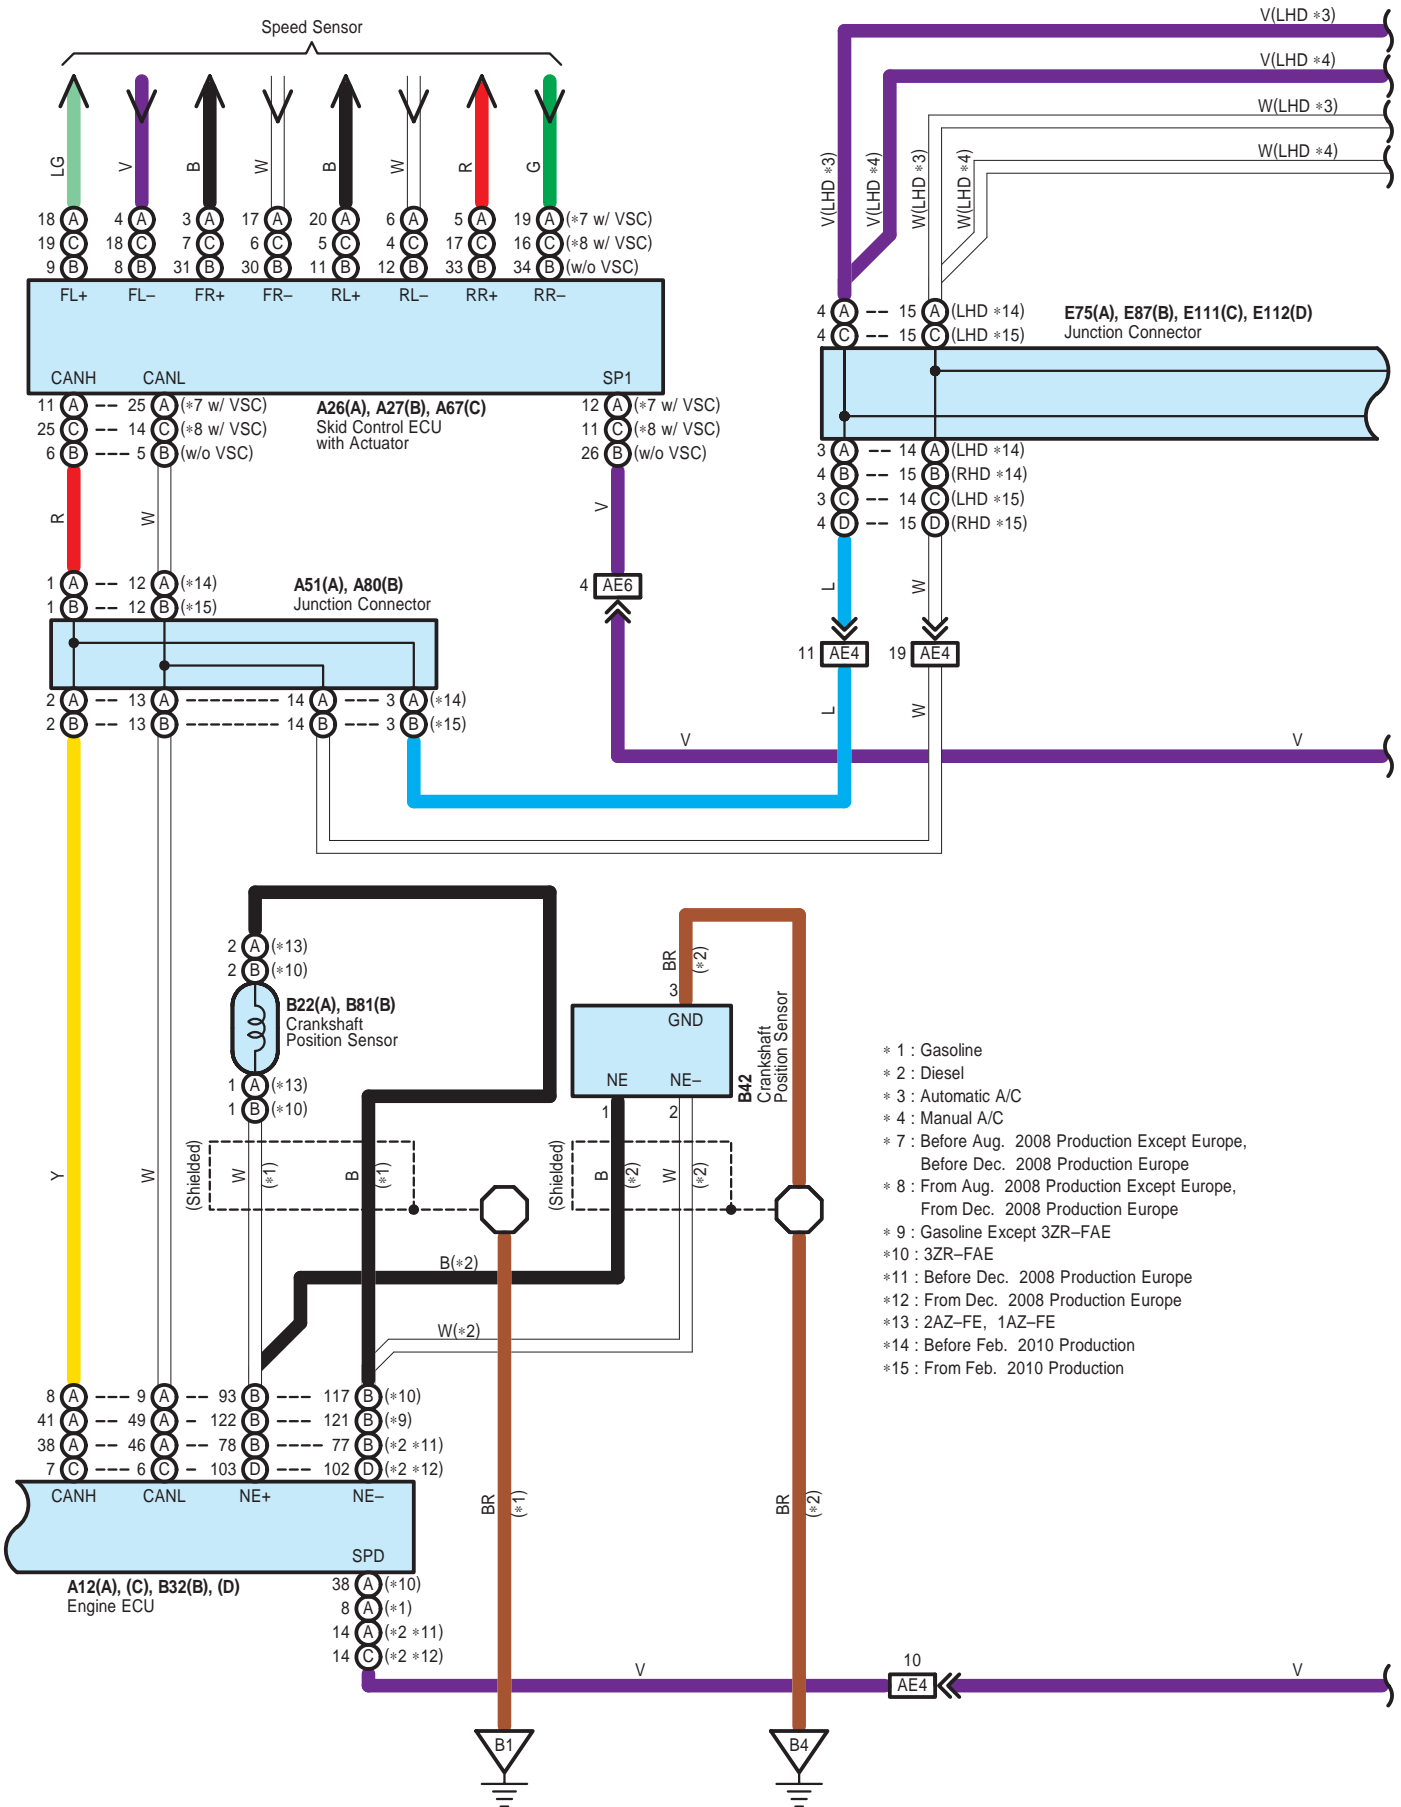 Speed Sensor
V(LHD *3)
V(LHD *4)
W(LHD *3)
W(LHD *4)
LG V B W B W R G
V(LHD *3) V(LHD *4) W(LHD *3) W(LHD *4)
18 A 4 A 3 A 17 A 20 A 6 A 5 A 19 A (*7 w/ VSC)
19 C 18 C 7 C 6 C 5 C 4 C 17 C 16 C (*8 w/ VSC)
9 B 8 B 31 B 30 B 11 B 12 B 33 B 34 B (w/o VSC)
FL+ FL– FR+ FR– RL+ RL– RR+ RR–
CANH CANL SP1
11 A -- 25 A (*7 w/ VSC)
25 C -- 14 C (*8 w/ VSC)
6 B --- 5 B (w/o VSC)
A26(A), A27(B), A67(C)
Skid Control ECU
with Actuator
12 A (*7 w/ VSC)
11 C (*8 w/ VSC)
26 B (w/o VSC)
4 A -- 15 A (LHD *14)
4 C -- 15 C (LHD *15)
E75(A), E87(B), E111(C), E112(D)
Junction Connector
3 A -- 14 A (LHD *14)
4 B -- 15 B (RHD *14)
3 C -- 14 C (LHD *15)
4 D -- 15 D (RHD *15)
R W V L W
1 A -- 12 A (*14)
1 B -- 12 B (*15)
A51(A), A80(B)
Junction Connector
4 AE6
11 AE4 19 AE4
2 A -- 13 A -------- 14 A --- 3 A (*14)
2 B -- 13 B -------- 14 B --- 3 B (*15)
L W
V V
2 A (*13)
2 B (*10)
B22(A), B81(B)
Crankshaft
Position Sensor
1 A (*13)
1 B (*10)
BR (*2)
3
GND
NE NE–
1 2
B42
Crankshaft
Position Sensor
Y W
(Shielded) W (*1) B (*1)
(Shielded) B (*2) W (*2)
B(*2)
W(*2)
* 1 : Gasoline
* 2 : Diesel
* 3 : Automatic A/C
* 4 : Manual A/C
* 7 : Before Aug. 2008 Production Except Europe,
Before Dec. 2008 Production Europe
* 8 : From Aug. 2008 Production Except Europe,
From Dec. 2008 Production Europe
* 9 : Gasoline Except 3ZR–FAE
*10 : 3ZR–FAE
*11 : Before Dec. 2008 Production Europe
*12 : From Dec. 2008 Production Europe
*13 : 2AZ–FE, 1AZ–FE
*14 : Before Feb. 2010 Production
*15 : From Feb. 2010 Production
8 A --- 9 A -- 93 B --- 117 B (*10)
41 A -- 49 A - 122 B --- 121 B (*9)
38 A -- 46 A -- 78 B ---- 77 B (*2 *11)
7 C --- 6 C - 103 D --- 102 D (*2 *12)
CANH CANL NE+ NE–
SPD
BR (*1) BR (*2)
A12(A), (C), B32(B), (D)
Engine ECU
38 A (*10)
8 A (*1)
14 A (*2 *11)
14 C (*2 *12)
V
10
AE4
V
B1 B4